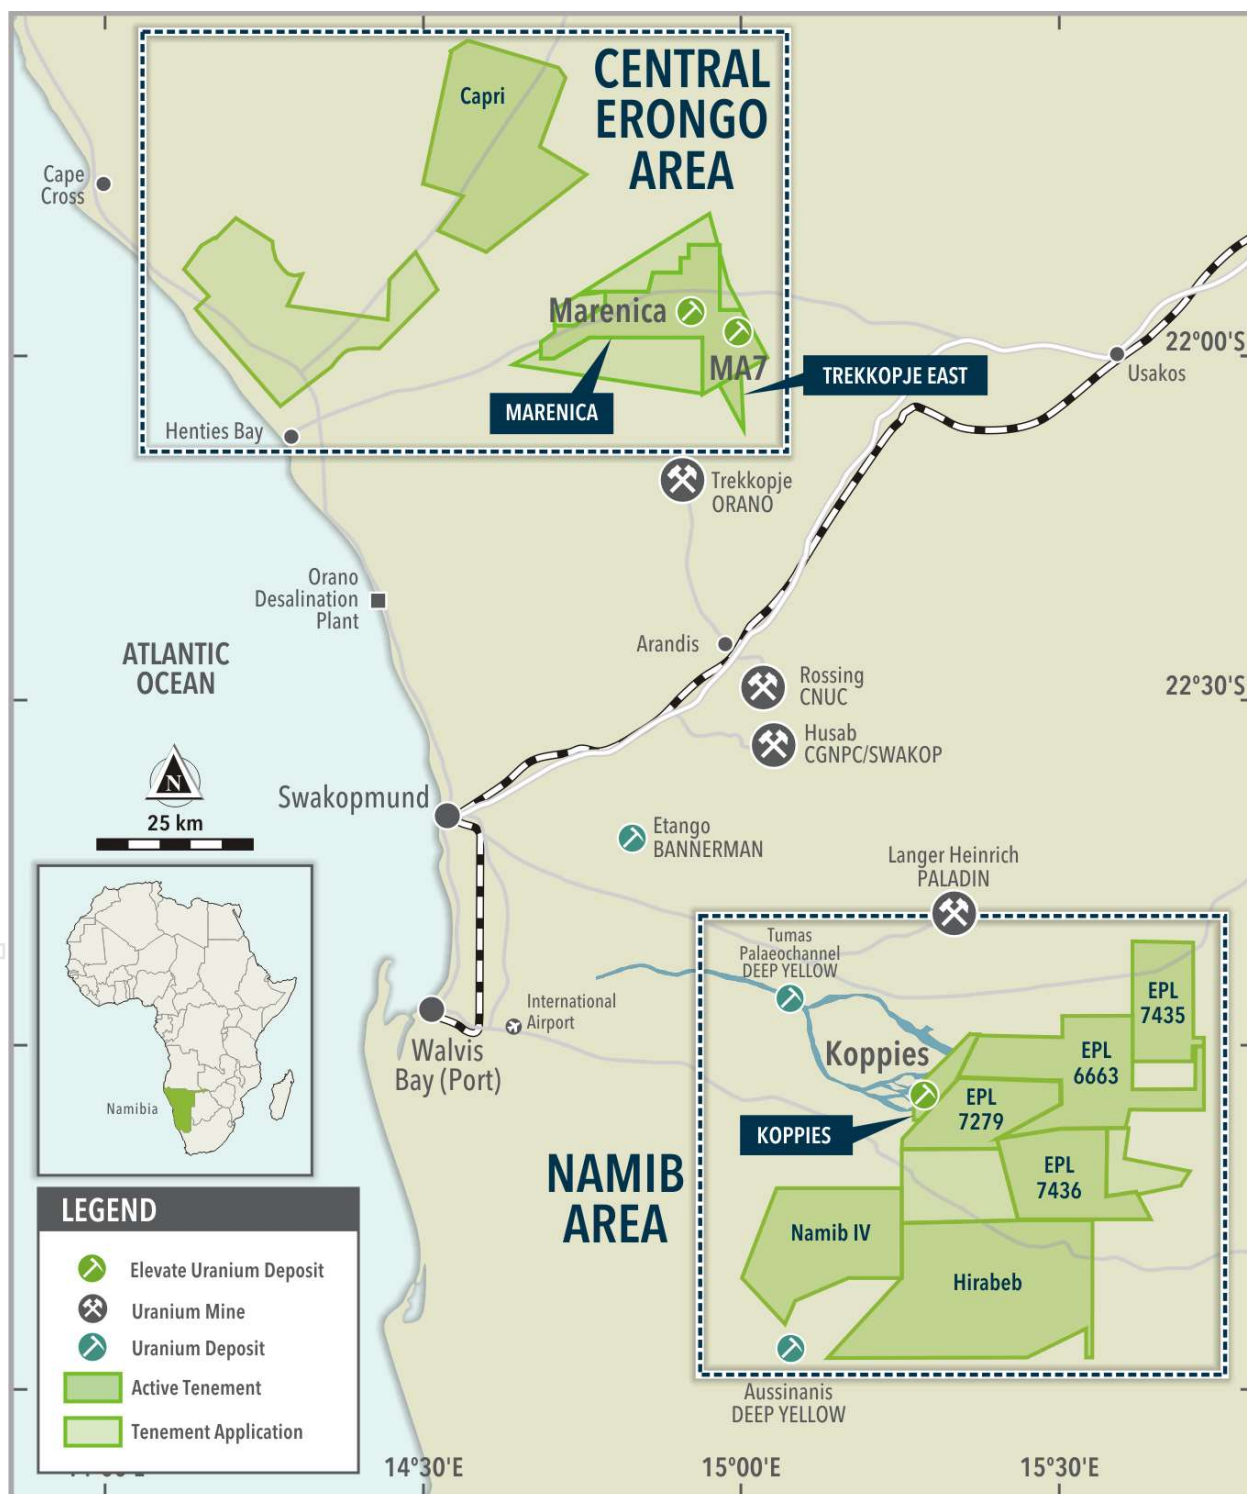 CENTRAL
ERONGO
AREA
Capri
Cape
Cross
Marenica
MA7
TREKKOPJE EAST
MARENICA
22°00'S
Usakos
Henties Bay
Trekkopje
ORANO
Orano
Desalination
Plant
Arandis
ATLANTIC
OCEAN
Rossing
CNUC
22°30'S
Husab
CGNPC/SWAKOP
N
25 km
Swakopmund
Etango
BANNERMAN
Langer Heinrich
PALADIN
Tumas
Palaeochannel
DEEP YELLOW
International
Airport
Walvis
Bay (Port)
Koppies
EPL
7435
EPL
6663
EPL
7279
KOPPIES
EPL
7436
Namibia
NAMIB
AREA
Namib IV
Hirabeb
Aussinanis
DEEP YELLOW
LEGEND
Elevate Uranium Deposit
Uranium Mine
Uranium Deposit
Active Tenement
Tenement Application
14°30'E
15°00'E
15°30'E